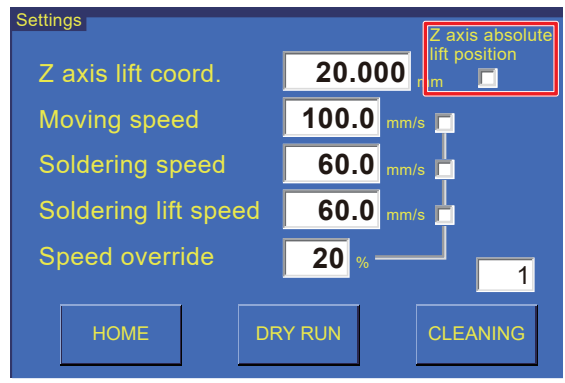 Settings
Z axis absolute
lift position
Z axis lift coord. 20.000 mm
Moving speed 100.0 mm/s
Soldering speed 60.0 mm/s
Soldering lift speed 60.0 mm/s
Speed override 20 %
1
HOME DRY RUN CLEANING